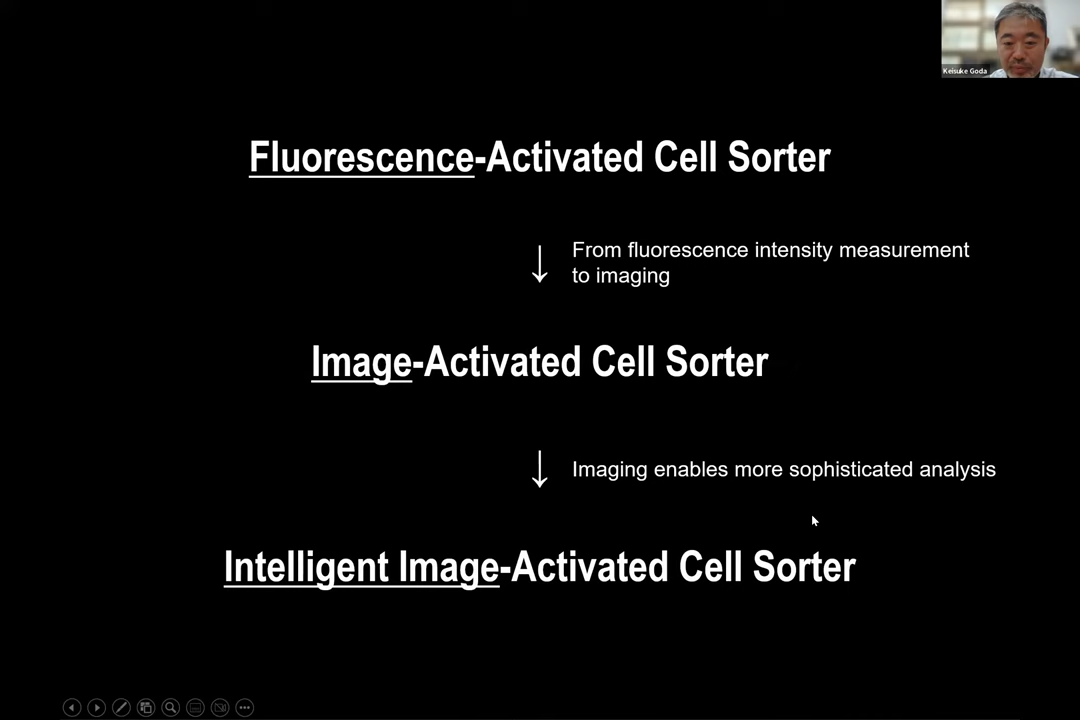 Keisuke Goda
Fluorescence-Activated Cell Sorter
↓ From fluorescence intensity measurement
to imaging
Image-Activated Cell Sorter
↓ Imaging enables more sophisticated analysis
Intelligent Image-Activated Cell Sorter